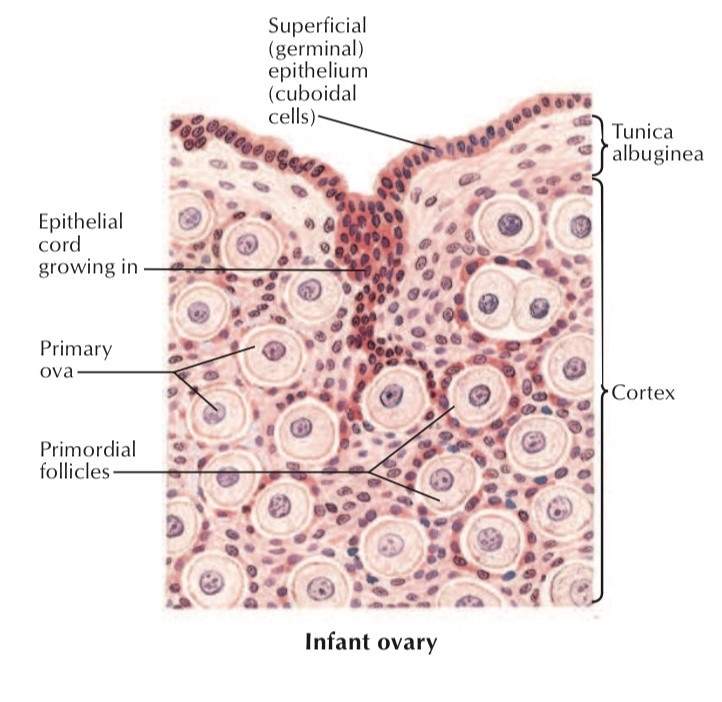 Superficial
(germinal)
epithelium
(cuboidal
cells)
Tunica
albuginea
Epithelial
cord
growing in
Primary
ova
Cortex
Primordial
follicles
Infant ovary